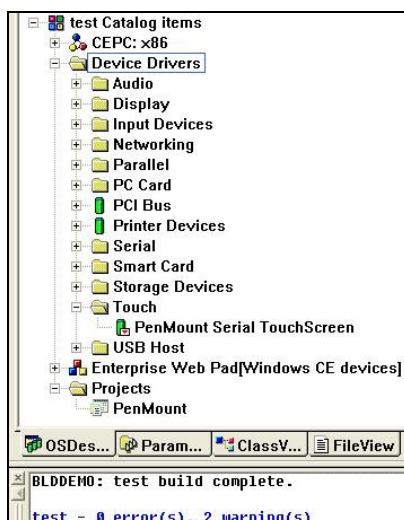 test Catalog items
CEPC: x86
Device Drivers
Audio
Display
Input Devices
Networking
Parallel
PC Card
PCI Bus
Printer Devices
Serial
Smart Card
Storage Devices
Touch
PenMount Serial TouchScreen
USB Host
Enterprise Web Pad[Windows CE devices]
Projects
PenMount
OSDes... Param... ClassV... FileView
BLDDEMO: test build complete.
test - 0 error(s), 2 warning(s)